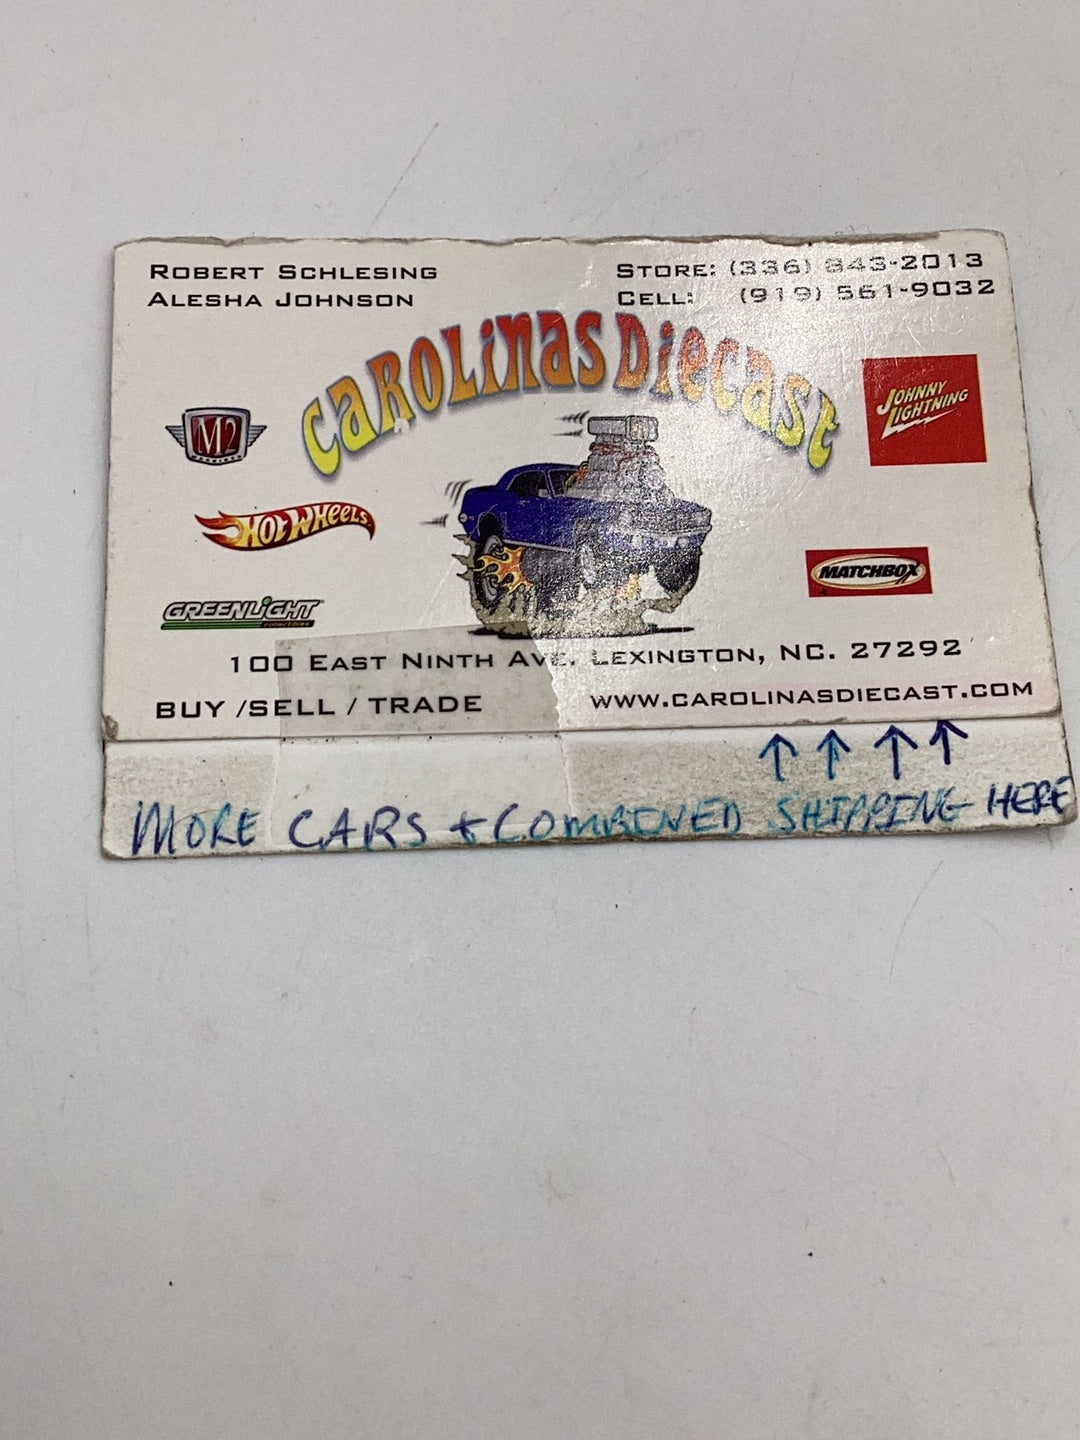 ROBERT SCHLESING
ALESHA JOHNSON
STORE: (336) 843-2013
CELL: (919) 561-9032
CAROLINAS DIECAST
M2
MACHINES
JOHNNY
LIGHTNING
HOT WHEELS
MATCHBOX
GREENLIGHT
collectibles
100 EAST NINTH AVE. LEXINGTON, NC. 27292
BUY /SELL / TRADE
WWW.CAROLINASDIECAST.COM
↑ ↑ ↑ ↑
MORE CARS + COMBINED SHIPPING HERE